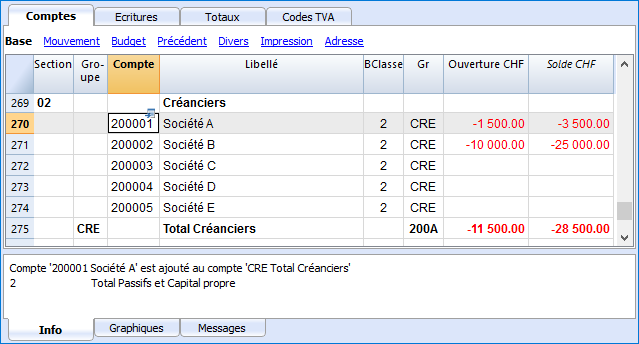 Comptes Ecritures Totaux Codes TVA
Base Mouvement Budget Précédent Divers Impression Adresse
Section Gro-upe Compte Libellé BClasse Gr Ouverture CHF Solde CHF
269 02 Créanciers
270 200001 Société A 2 CRE -1 500.00 -3 500.00
271 200002 Société B 2 CRE -10 000.00 -25 000.00
272 200003 Société C 2 CRE
273 200004 Société D 2 CRE
274 200005 Société E 2 CRE
275 CRE Total Créanciers 200A -11 500.00 -28 500.00
Compte '200001 Société A' est ajouté au compte 'CRE Total Créanciers'
2 Total Passifs et Capital propre
Info Graphiques Messages